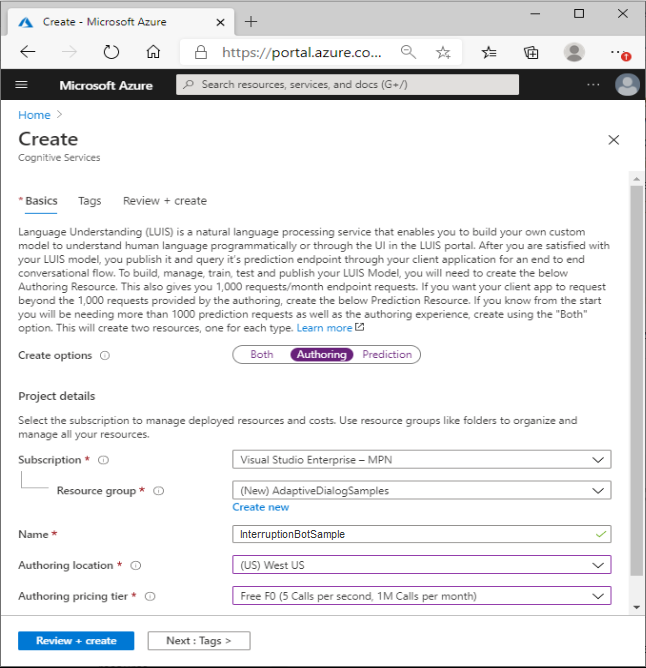 Create - Microsoft Azure
https://portal.azure.co...
Microsoft Azure
Search resources, services, and docs (G+/)
Home >
Create
Cognitive Services
* Basics Tags Review + create
Language Understanding (LUIS) is a natural language processing service that enables you to build your own custom
model to understand human language programmatically or through the UI in the LUIS portal. After you are satisfied with
your LUIS model, you publish it and query it's prediction endpoint through your client application for an end to end
conversational flow. To build, manage, train, test and publish your LUIS Model, you will need to create the below
Authoring Resource. This also gives you 1,000 requests/month endpoint requests. If you want your client app to request
beyond the 1,000 requests provided by the authoring, create the below Prediction Resource. If you know from the start
you will be needing more than 1000 prediction requests as well as the authoring experience, create using the "Both"
option. This will create two resources, one for each type. Learn more
Create options Both Authoring Prediction
Project details
Select the subscription to manage deployed resources and costs. Use resource groups like folders to organize and
manage all your resources.
Subscription * Visual Studio Enterprise – MPN
Resource group * (New) AdaptiveDialogSamples
Create new
Name * InterruptionBotSample
Authoring location * (US) West US
Authoring pricing tier * Free F0 (5 Calls per second, 1M Calls per month)
Review + create Next : Tags >